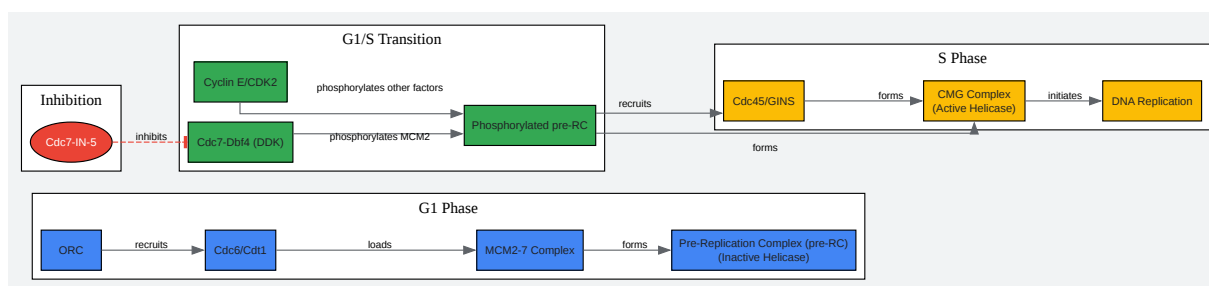 G1/S Transition
Cyclin E/CDK2
phosphorylates other factors
Cdc7-Dbf4 (DDK)
phosphorylates MCM2
Phosphorylated pre-RC
Inhibition
Cdc7-IN-5
inhibits
recruits
forms
S Phase
Cdc45/GINS
forms
CMG Complex
(Active Helicase)
initiates
DNA Replication
G1 Phase
ORC
recruits
Cdc6/Cdt1
loads
MCM2-7 Complex
forms
Pre-Replication Complex (pre-RC)
(Inactive Helicase)